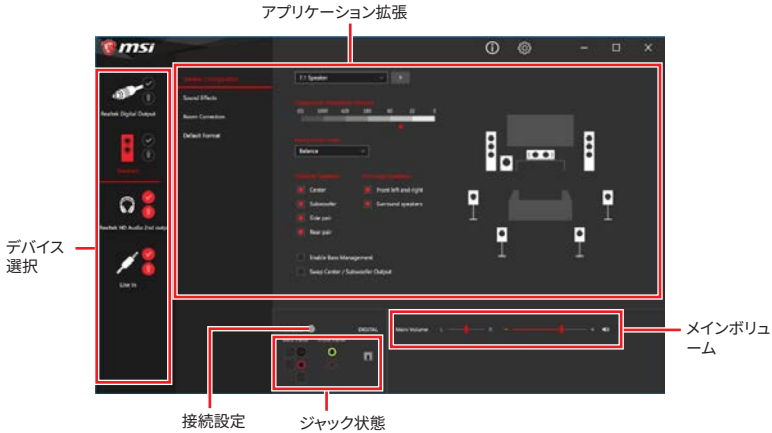 アプリケーション拡張
msi
Realtek Digital Output
Speakers
Realtek HD Audio 2nd outp
Line In
Speaker Configuration
Sound Effects
Room Correction
Default Format
7.1 Speaker
Balance
Center
Subwoofer
Side pair
Rear pair
Front left and right
Surround speakers
Enable Bass Management
Swap Center / Subwoofer Output
DIGITAL
Main Volume
L
R
-
+
デバイス
選択
メインボリュ
ーム
接続設定
ジャック状態